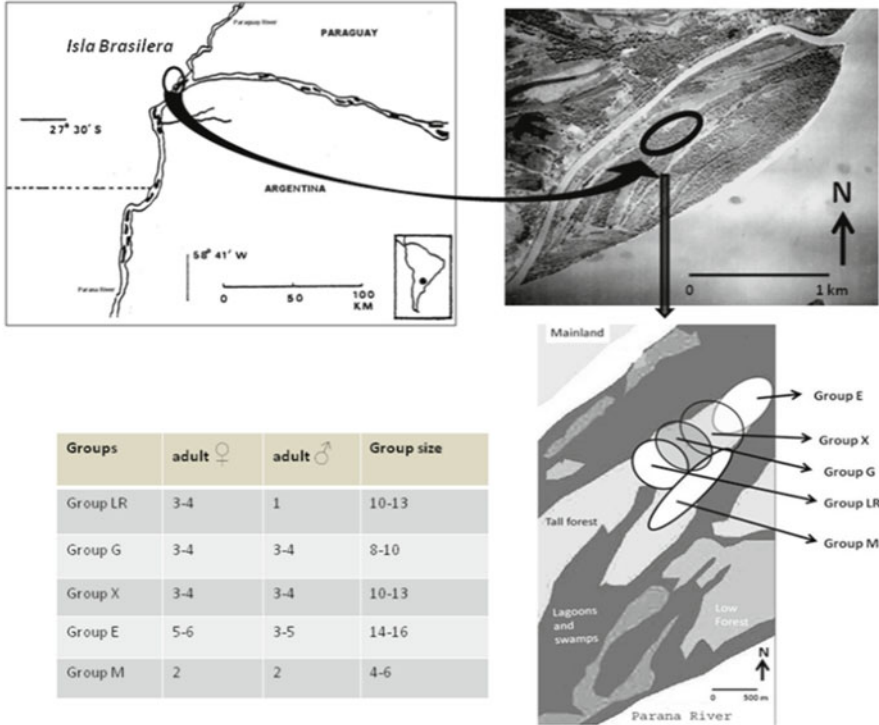 Paraguay River
Isla Brasilera
PARAGUAY
27° 30' S
ARGENTINA
58° 41' W
Parana River
0 50 100
KM
N
0 1 km
Mainland
Group E
Group X
Group G
Group LR
Group M
Tall forest
Lagoons
and
swamps
Low
Forest
N
0 500 m
Parana River
Groups adult ♀ adult ♂ Group size
Group LR 3-4 1 10-13
Group G 3-4 3-4 8-10
Group X 3-4 3-4 10-13
Group E 5-6 3-5 14-16
Group M 2 2 4-6